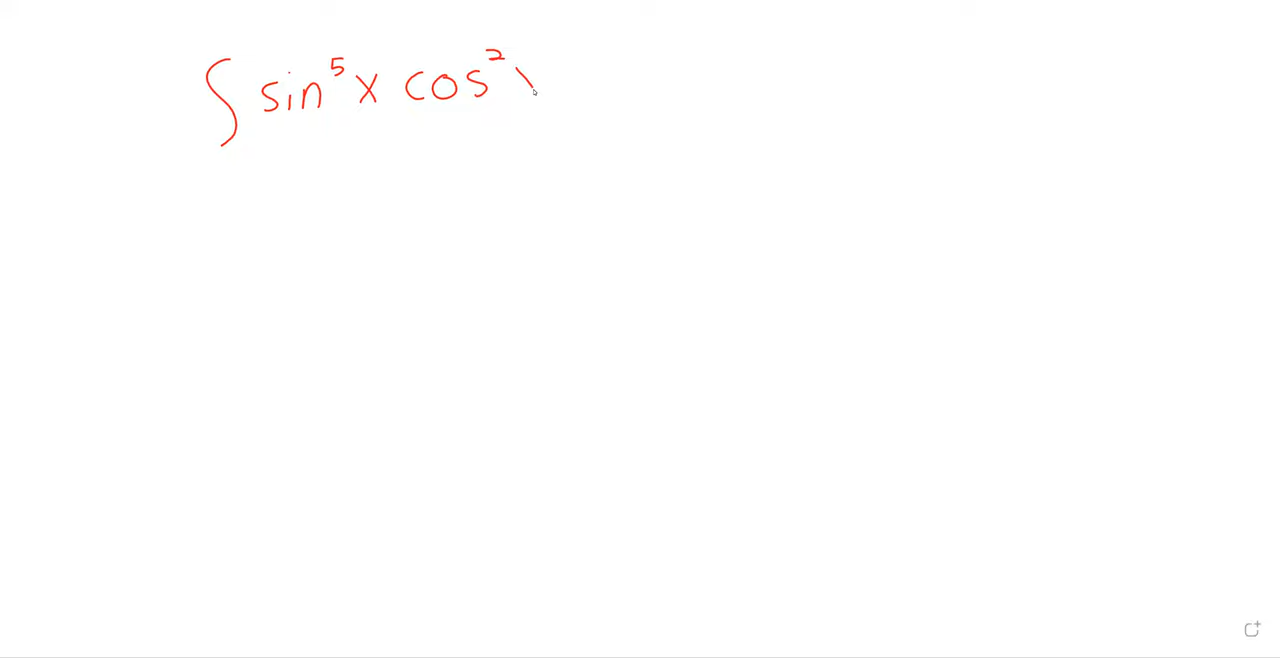 ∫ sin⁵x cos²